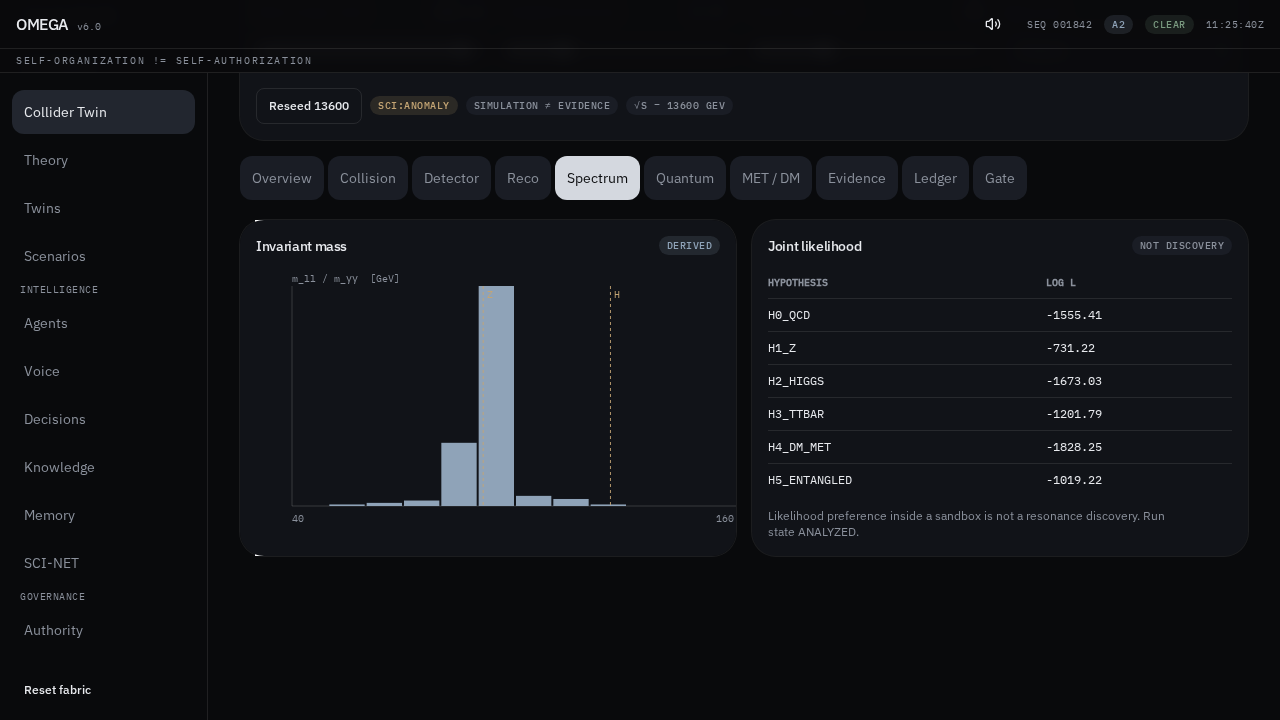 OMEGA v6.0
SEQ 001842 A2 CLEAR 11:25:40Z
SELF-ORGANIZATION != SELF-AUTHORIZATION
Collider Twin
Theory
Twins
Scenarios
INTELLIGENCE
Agents
Voice
Decisions
Knowledge
Memory
SCI-NET
GOVERNANCE
Authority
Reset fabric
Reseed 13600 SCI:ANOMALY SIMULATION ≠ EVIDENCE √S = 13600 GEV
Overview Collision Detector Reco Spectrum Quantum MET / DM Evidence Ledger Gate
Invariant mass DERIVED
m_ll / m_γγ [GeV]
Z H
40 160
Joint likelihood NOT DISCOVERY
HYPOTHESIS LOG L
H0_QCD -1555.41
H1_Z -731.22
H2_HIGGS -1673.03
H3_TTBAR -1201.79
H4_DM_MET -1828.25
H5_ENTANGLED -1019.22
Likelihood preference inside a sandbox is not a resonance discovery. Run
state ANALYZED.